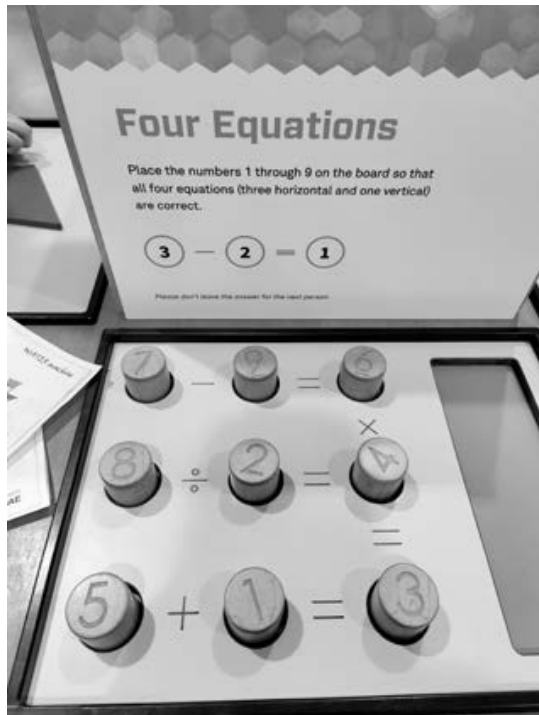 Four Equations
Place the numbers 1 through 9 on the board so that
all four equations (three horizontal and one vertical)
are correct.
3 − 2 = 1
Please don't leave the answer for the next person
7 − 9 = 6
×
8 ÷ 2 = 4
=
5 + 1 = 3